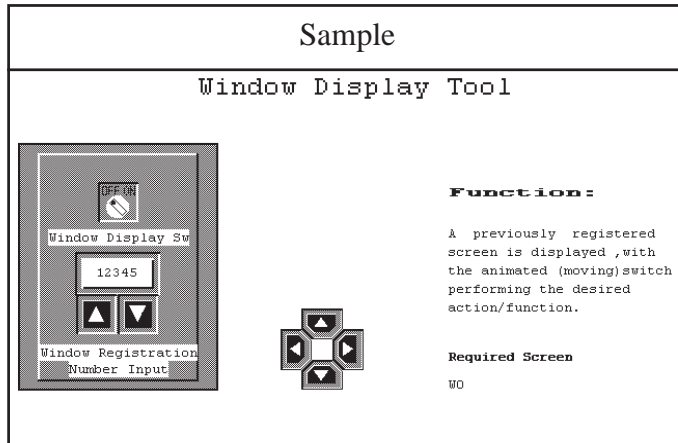 Sample
Window Display Tool
OFF ON
Window Display Sw
12345
Window Registration
Number Input
Function:
A previously registered
screen is displayed ,with
the animated (moving)switch
performing the desired
action/function.
Required Screen
WO